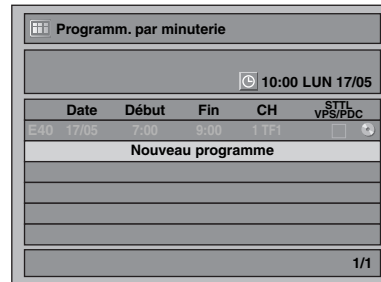 Programm. par minuterie
10:00 LUN 17/05
Date Début Fin CH STTL VPS/PDC
E40 17/05 7:00 9:00 1 TF1
Nouveau programme
1/1